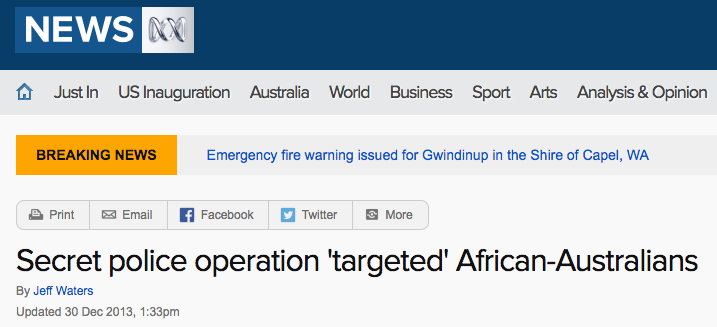 NEWS
Just In US Inauguration Australia World Business Sport Arts Analysis & Opinion
BREAKING NEWS Emergency fire warning issued for Gwindinup in the Shire of Capel, WA
Print Email Facebook Twitter More
Secret police operation 'targeted' African-Australians
By Jeff Waters
Updated 30 Dec 2013, 1:33pm